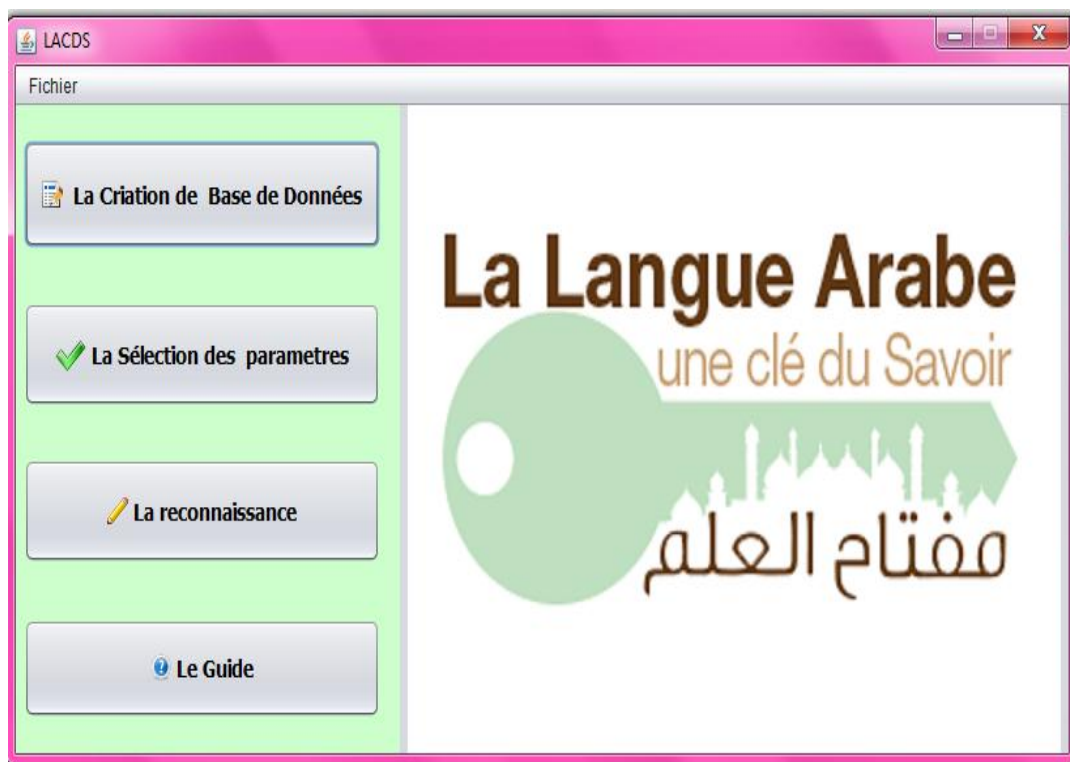 LACDS
Fichier
La Criation de  Base de Données
La Sélection des  parametres
La reconnaissance
Le Guide
La Langue Arabe
une clé du Savoir
مفتاح العلم